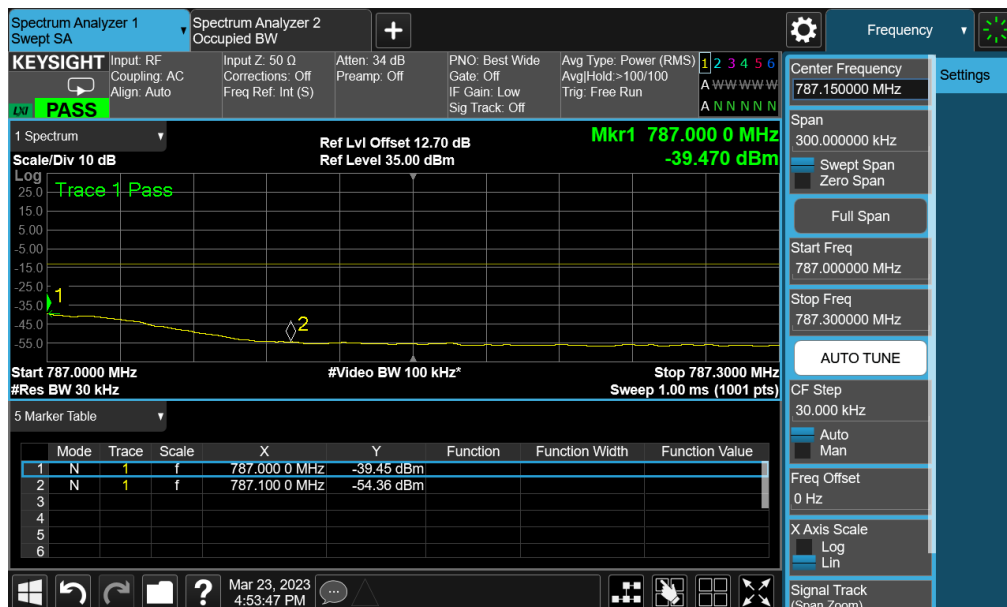 Spectrum Analyzer 1
Swept SA
Spectrum Analyzer 2
Occupied BW
Frequency
KEYSIGHT
LXI PASS
Input: RF
Coupling: AC
Align: Auto
Input Z: 50 Ω
Corrections: Off
Freq Ref: Int (S)
Atten: 34 dB
Preamp: Off
PNO: Best Wide
Gate: Off
IF Gain: Low
Sig Track: Off
Avg Type: Power (RMS)
Avg|Hold:>100/100
Trig: Free Run
1 2 3 4 5 6
A W W W W W
A N N N N N
1 Spectrum
Scale/Div 10 dB
Ref Lvl Offset 12.70 dB
Ref Level 35.00 dBm
Mkr1 787.000 0 MHz
-39.470 dBm
Log
Trace 1 Pass
25.0
15.0
5.00
-5.00
-15.0
-25.0
-35.0
-45.0
-55.0
1
2
Start 787.0000 MHz
#Res BW 30 kHz
#Video BW 100 kHz*
Stop 787.3000 MHz
Sweep 1.00 ms (1001 pts)
5 Marker Table
Mode Trace Scale X Y Function Function Width Function Value
1 N 1 f 787.000 0 MHz -39.45 dBm
2 N 1 f 787.100 0 MHz -54.36 dBm
3
4
5
6
Mar 23, 2023
4:53:47 PM
Center Frequency
787.150000 MHz
Settings
Span
300.000000 kHz
Swept Span
Zero Span
Full Span
Start Freq
787.000000 MHz
Stop Freq
787.300000 MHz
AUTO TUNE
CF Step
30.000 kHz
Auto
Man
Freq Offset
0 Hz
X Axis Scale
Log
Lin
Signal Track
(Span Zoom)